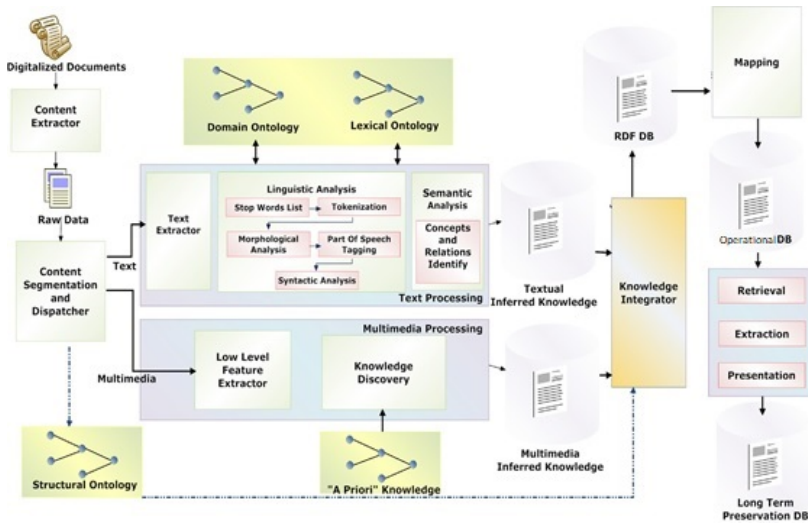 Digitalized Documents
Content
Extractor
Raw Data
Content
Segmentation
and
Dispatcher
Text
Multimedia
Structural Ontology
Domain Ontology
Lexical Ontology
Text
Extractor
Linguistic Analysis
Stop Words List
Tokenization
Morphological
Analysis
Part Of Speech
Tagging
Syntactic Analysis
Semantic
Analysis
Concepts
and
Relations
Identify
Text Processing
Multimedia Processing
Low Level
Feature
Extractor
Knowledge
Discovery
"A Priori" Knowledge
Textual
Inferred Knowledge
Multimedia
Inferred Knowledge
Knowledge
Integrator
RDF DB
Mapping
Operational DB
Retrieval
Extraction
Presentation
Long Term
Preservation DB